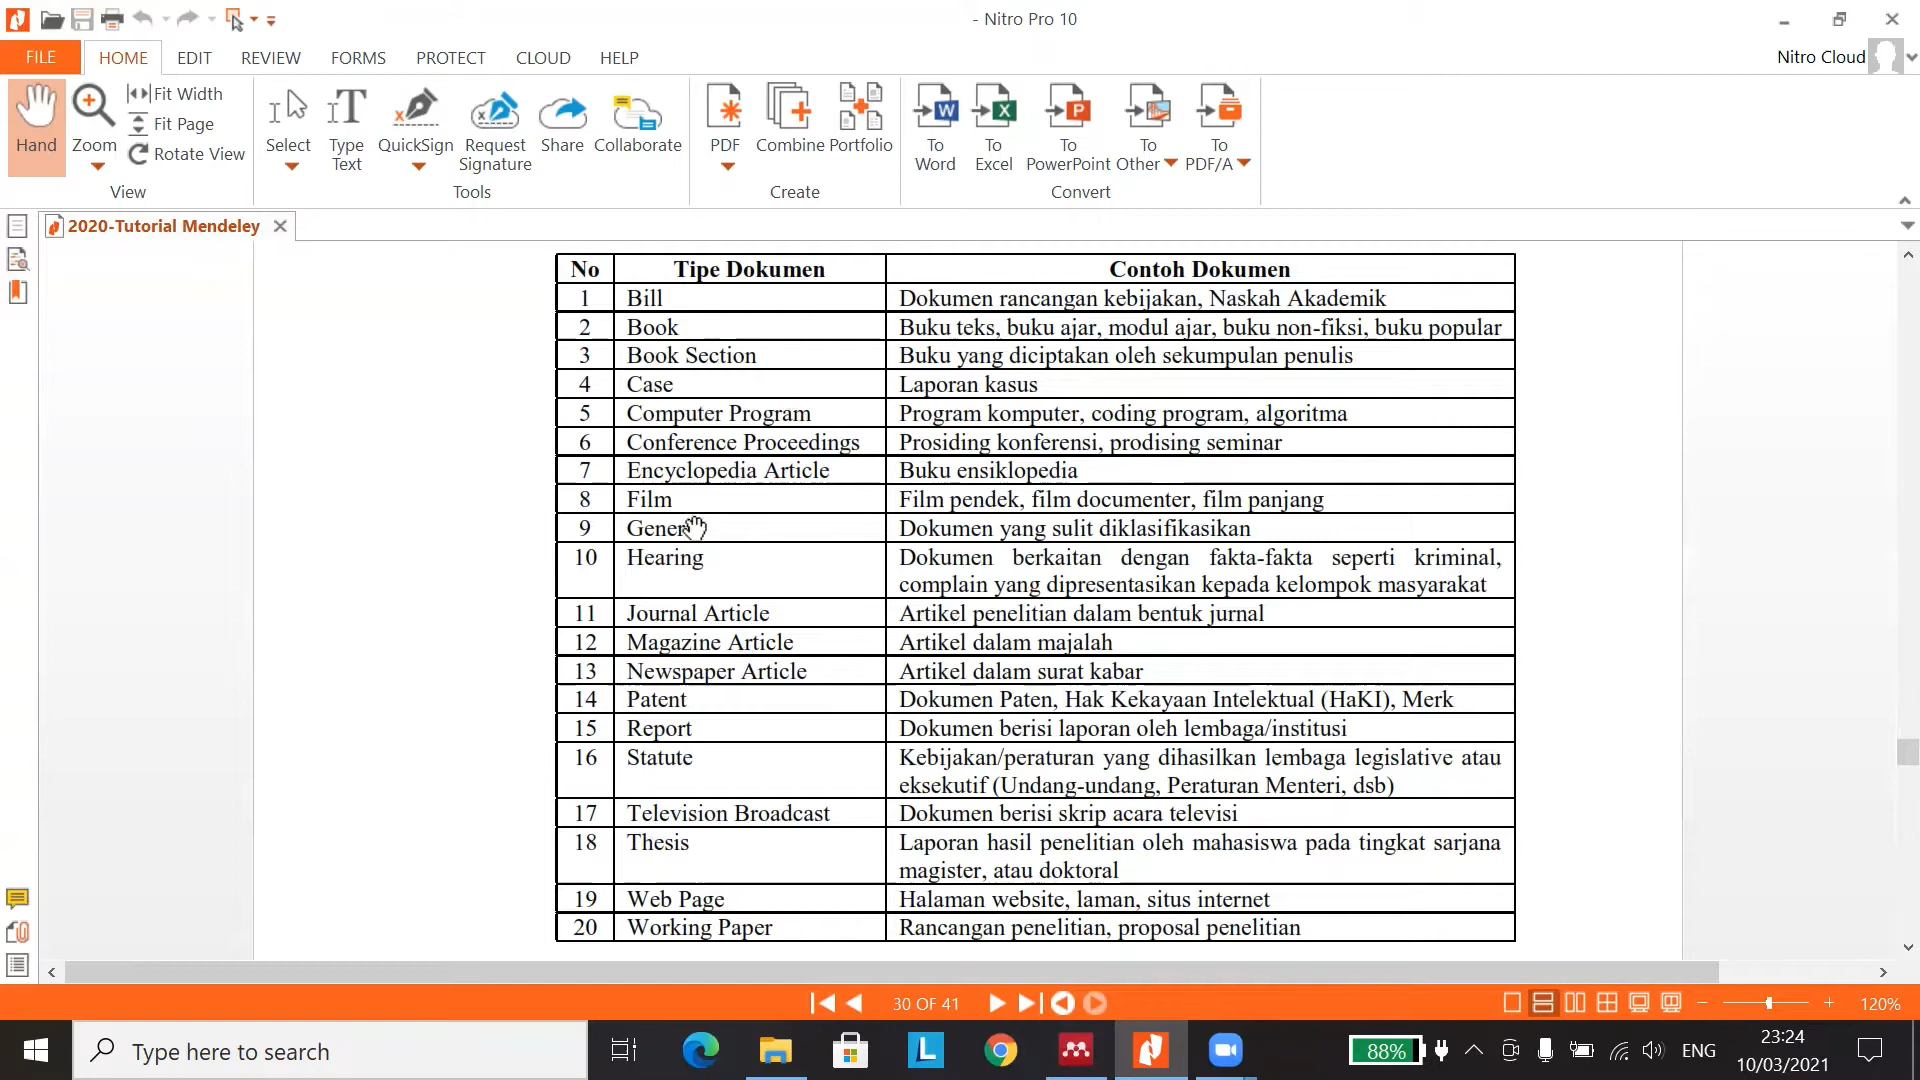 - Nitro Pro 10
FILE HOME EDIT REVIEW FORMS PROTECT CLOUD HELP
Nitro Cloud
Hand
Zoom
Fit Width
Fit Page
Rotate View
View
Select
Type Text
QuickSign
Request Signature
Share
Collaborate
Tools
PDF
Combine
Portfolio
Create
To Word
To Excel
To PowerPoint
To Other
To PDF/A
Convert
2020-Tutorial Mendeley
No Tipe Dokumen Contoh Dokumen
1 Bill Dokumen rancangan kebijakan, Naskah Akademik
2 Book Buku teks, buku ajar, modul ajar, buku non-fiksi, buku popular
3 Book Section Buku yang diciptakan oleh sekumpulan penulis
4 Case Laporan kasus
5 Computer Program Program komputer, coding program, algoritma
6 Conference Proceedings Prosiding konferensi, prodising seminar
7 Encyclopedia Article Buku ensiklopedia
8 Film Film pendek, film documenter, film panjang
9 Dokumen yang sulit diklasifikasikan
10 Hearing Dokumen berkaitan dengan fakta-fakta seperti kriminal,
complain yang dipresentasikan kepada kelompok masyarakat
11 Journal Article Artikel penelitian dalam bentuk jurnal
12 Magazine Article Artikel dalam majalah
13 Newspaper Article Artikel dalam surat kabar
14 Patent Dokumen Paten, Hak Kekayaan Intelektual (HaKI), Merk
15 Report Dokumen berisi laporan oleh lembaga/institusi
16 Statute Kebijakan/peraturan yang dihasilkan lembaga legislative atau
eksekutif (Undang-undang, Peraturan Menteri, dsb)
17 Television Broadcast Dokumen berisi skrip acara televisi
18 Thesis Laporan hasil penelitian oleh mahasiswa pada tingkat sarjana
magister, atau doktoral
19 Web Page Halaman website, laman, situs internet
20 Working Paper Rancangan penelitian, proposal penelitian
30 OF 41
120%
Type here to search
88%
ENG
23:24
10/03/2021